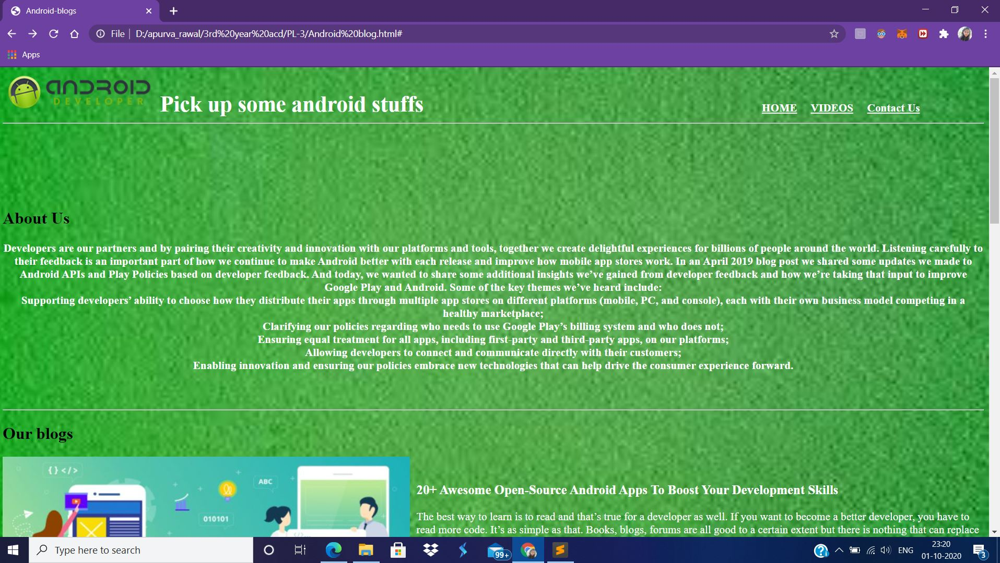 Android-blogs
File
D:/apurva_rawal/3rd%20year%20acd/PL-3/Android%20blog.html#
Apps
ANDROID
DEVELOPER
Pick up some android stuffs
HOME VIDEOS Contact Us
About Us
Developers are our partners and by pairing their creativity and innovation with our platforms and tools, together we create delightful experiences for billions of people around the world. Listening carefully to
their feedback is an important part of how we continue to make Android better with each release and improve how mobile app stores work. In an April 2019 blog post we shared some updates we made to
Android APIs and Play Policies based on developer feedback. And today, we wanted to share some additional insights we’ve gained from developer feedback and how we’re taking that input to improve
Google Play and Android. Some of the key themes we’ve heard include:
Supporting developers’ ability to choose how they distribute their apps through multiple app stores on different platforms (mobile, PC, and console), each with their own business model competing in a
healthy marketplace;
Clarifying our policies regarding who needs to use Google Play’s billing system and who does not;
Ensuring equal treatment for all apps, including first-party and third-party apps, on our platforms;
Allowing developers to connect and communicate directly with their customers;
Enabling innovation and ensuring our policies embrace new technologies that can help drive the consumer experience forward.
Our blogs
{ } </>
ABC
010101
</>
20+ Awesome Open-Source Android Apps To Boost Your Development Skills
The best way to learn is to read and that’s true for a developer as well. If you want to become a better developer, you have to
read more code. It’s as simple as that. Books, blogs, forums are all good to a certain extent but there is nothing that can replace
Type here to search
99+
ENG
23:20
01-10-2020
3